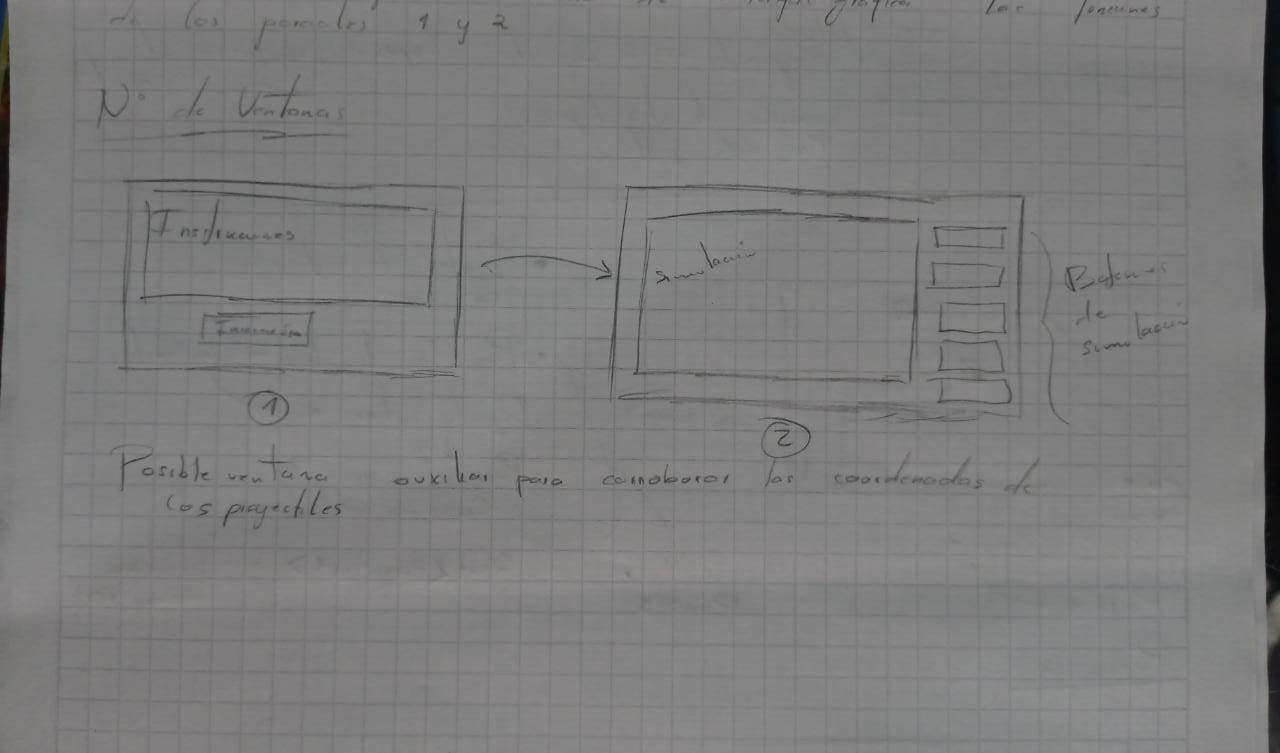 de los parciales 1 y 2
N° de Ventanas
Instrucciones
simulación
Botones
de
simulación
1
2
Posible ventana auxiliar para corroborar las coordenadas de
los proyectiles